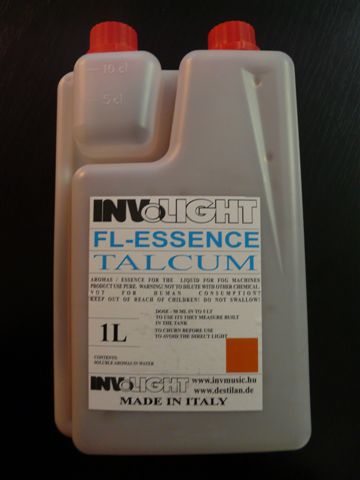 10 cl
5 cl
INVOLIGHT
FL-ESSENCE
TALCUM
AROMAS / ESSENCE FOR THE LIQUID FOR FOG MACHINES
PRODUCT USE PURE. WARNING! NOT TO DILUTE WITH OTHER CHEMICAL.
NOT FOR HUMAN CONSUMPTION!
KEEP OUT OF REACH OF CHILDREN! DO NOT SWALLOW!
DOSE - 50 ML IN TO 5 LT
TO USE ITS THEY MEASURE BUILT
IN THE TANK
1L
TO CHURN BEFORE USE
TO AVOID THE DIRECT LIGHT
CONTENTS:
SOLUBLE AROMAS IN WATER
INVOLIGHT
www.invmusic.hu
www.destilan.de
MADE IN ITALY